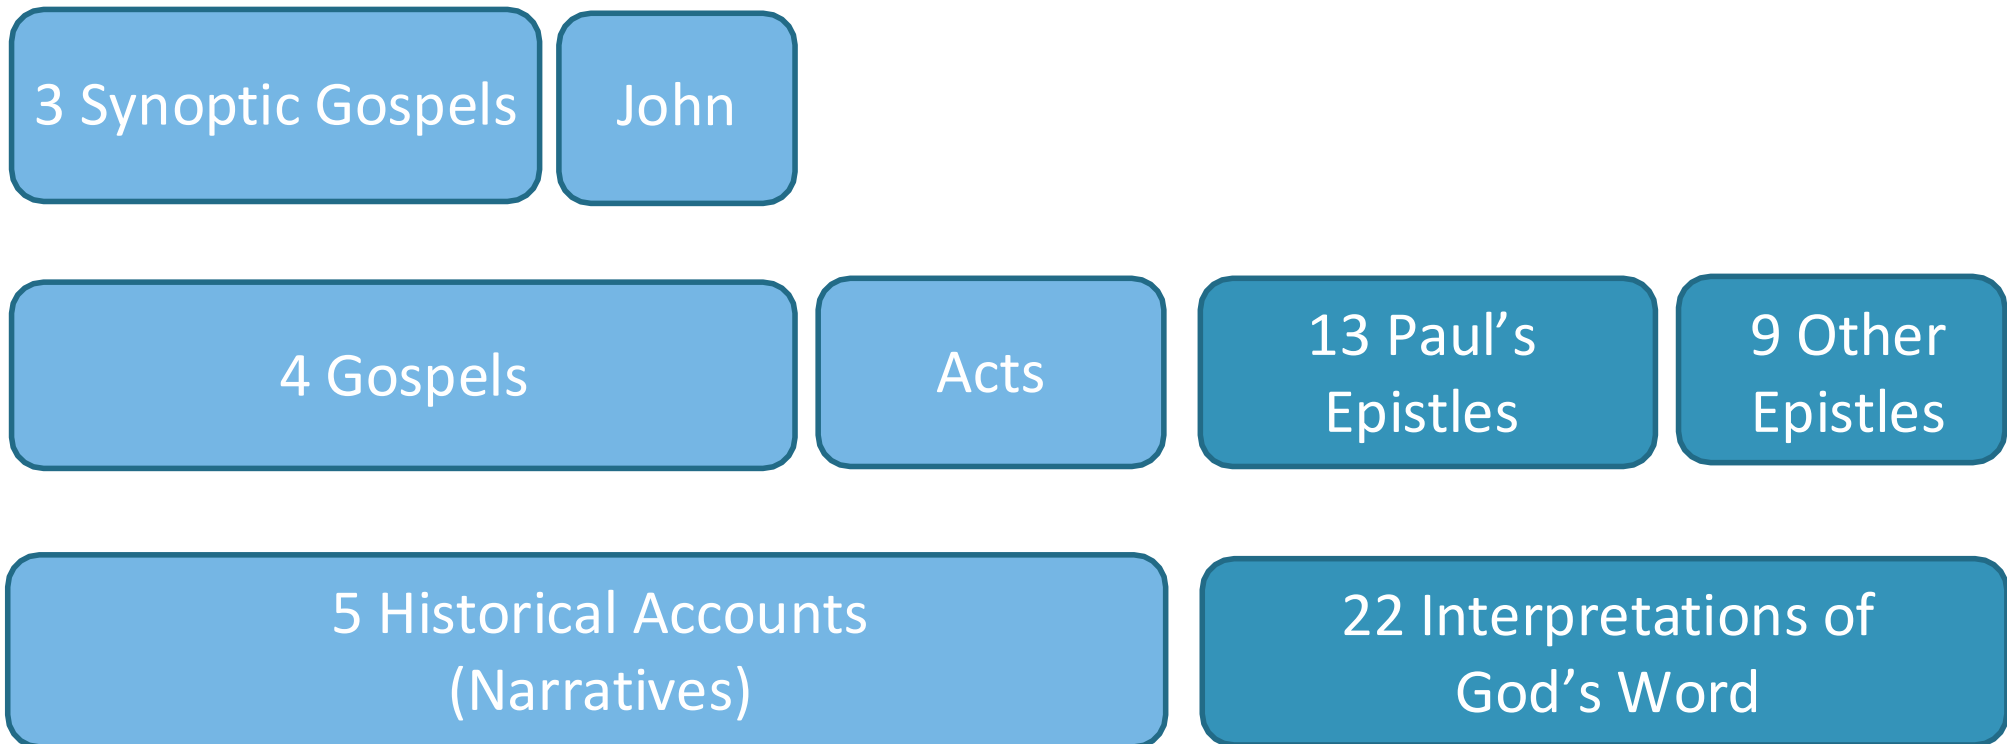 3 Synoptic Gospels
John
4 Gospels
Acts
13 Paul’s
Epistles
9 Other
Epistles
5 Historical Accounts
(Narratives)
22 Interpretations of
God’s Word